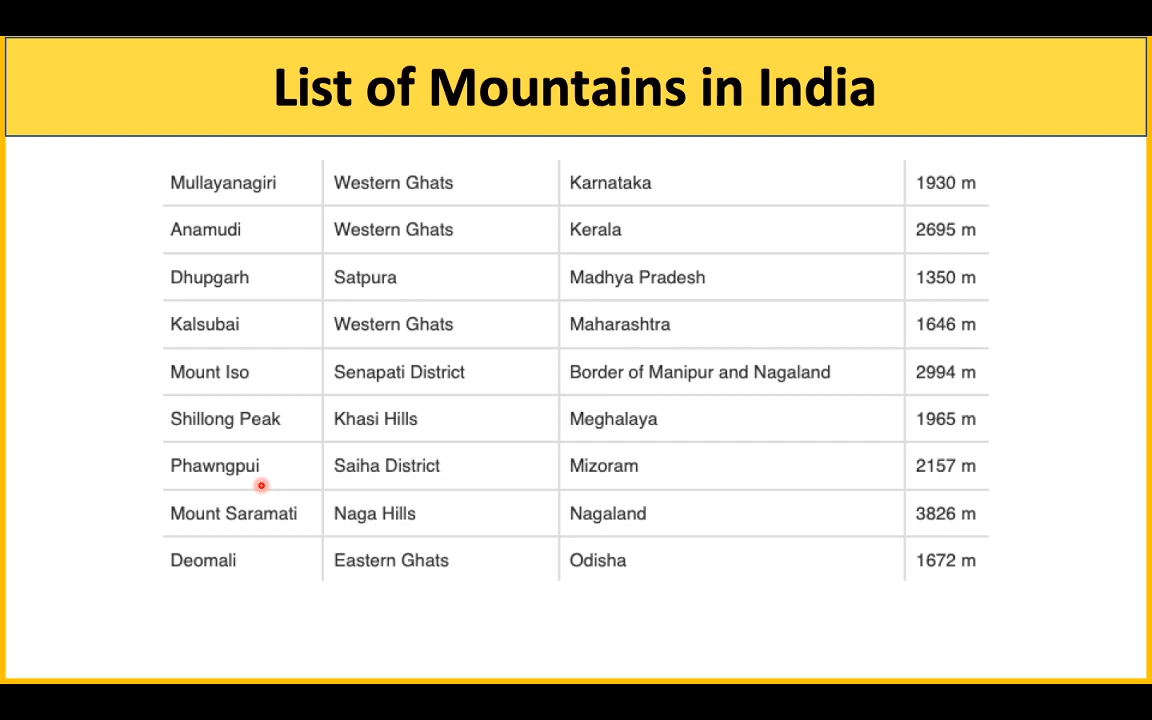 List of Mountains in India
Mullayanagiri Western Ghats Karnataka 1930 m
Anamudi Western Ghats Kerala 2695 m
Dhupgarh Satpura Madhya Pradesh 1350 m
Kalsubai Western Ghats Maharashtra 1646 m
Mount Iso Senapati District Border of Manipur and Nagaland 2994 m
Shillong Peak Khasi Hills Meghalaya 1965 m
Phawngpui Saiha District Mizoram 2157 m
Mount Saramati Naga Hills Nagaland 3826 m
Deomali Eastern Ghats Odisha 1672 m